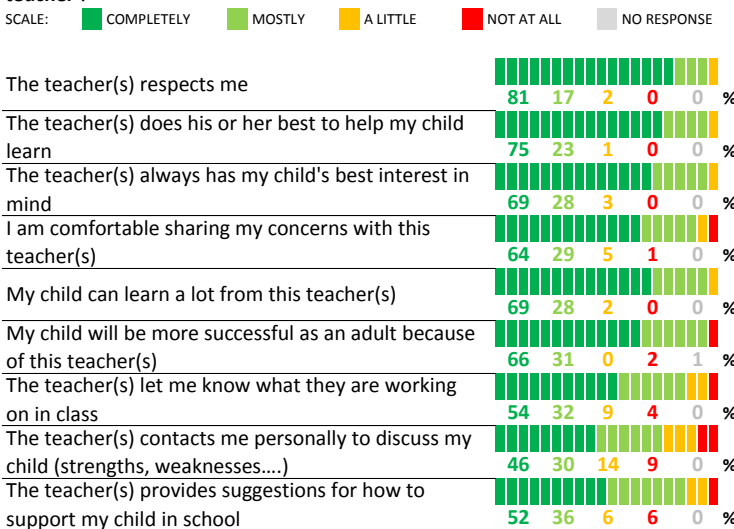 teacher?
SCALE: COMPLETELY MOSTLY A LITTLE NOT AT ALL NO RESPONSE
The teacher(s) respects me
81 17 2 0 0 %
The teacher(s) does his or her best to help my child
learn
75 23 1 0 0 %
The teacher(s) always has my child's best interest in
mind
69 28 3 0 0 %
I am comfortable sharing my concerns with this
teacher(s)
64 29 5 1 0 %
My child can learn a lot from this teacher(s)
69 28 2 0 0 %
My child will be more successful as an adult because
of this teacher(s)
66 31 0 2 1 %
The teacher(s) let me know what they are working
on in class
54 32 9 4 0 %
The teacher(s) contacts me personally to discuss my
child (strengths, weaknesses....)
46 30 14 9 0 %
The teacher(s) provides suggestions for how to
support my child in school
52 36 6 6 0 %